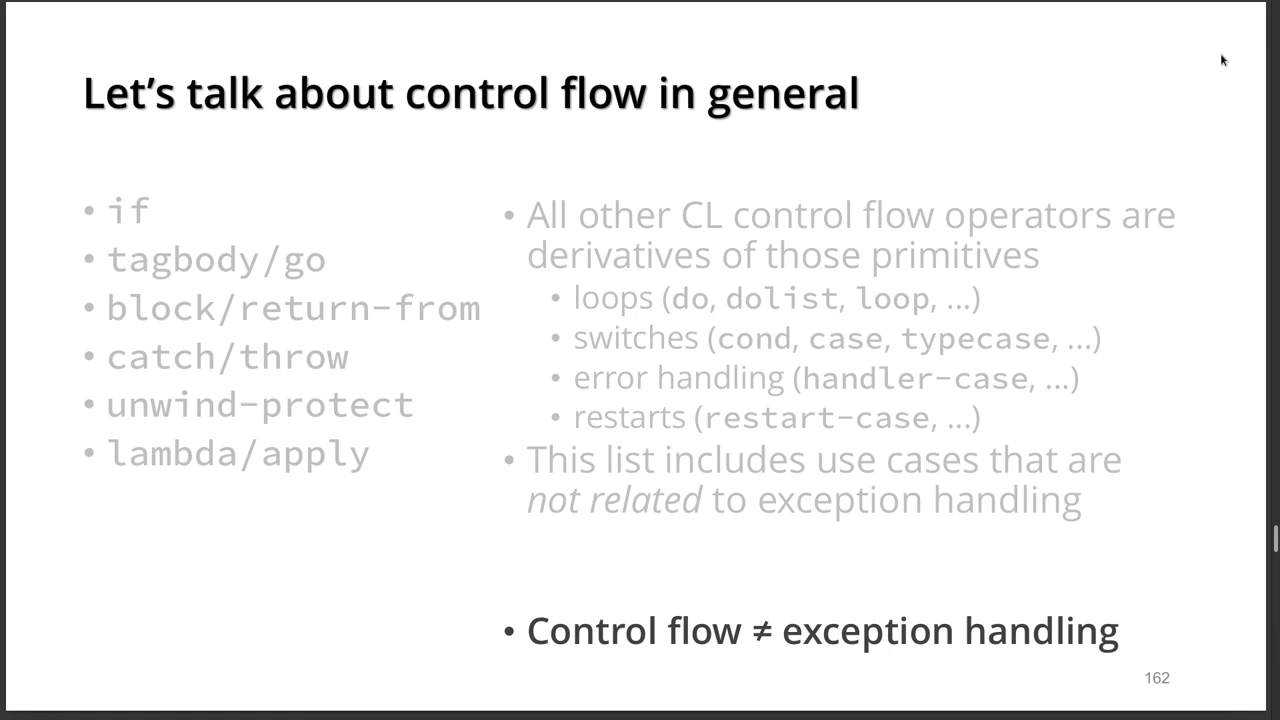 Let’s talk about control flow in general
• if
• tagbody/go
• block/return-from
• catch/throw
• unwind-protect
• lambda/apply
• All other CL control flow operators are
derivatives of those primitives
• loops (do, dolist, loop, ...)
• switches (cond, case, typecase, ...)
• error handling (handler-case, ...)
• restarts (restart-case, ...)
• This list includes use cases that are
not related to exception handling
• Control flow ≠ exception handling
162